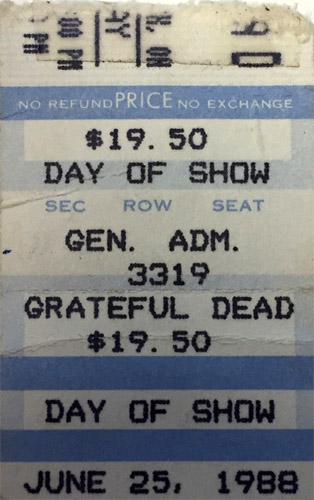 NO REFUND PRICE NO EXCHANGE
$19.50
DAY OF SHOW
SEC ROW SEAT
GEN. ADM.
3319
GRATEFUL DEAD
$19.50
DAY OF SHOW
JUNE 25, 1988